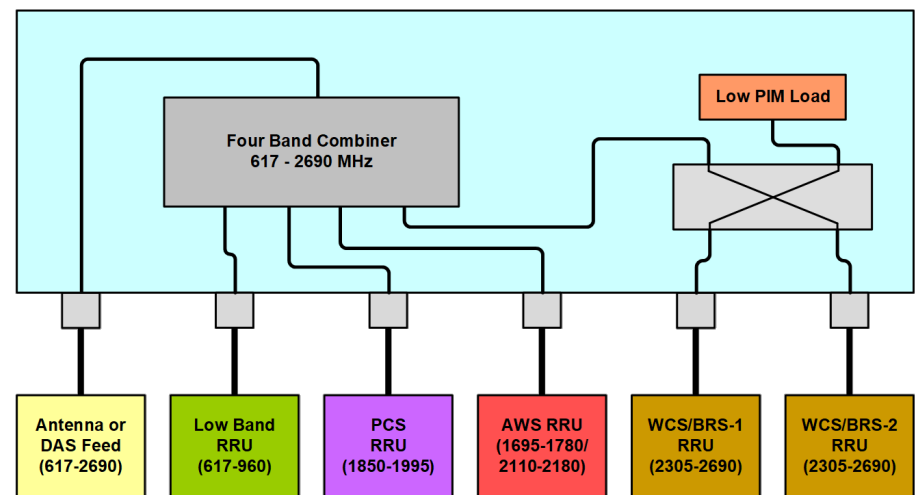 Low PIM Load
Four Band Combiner
617 - 2690 MHz
Antenna or
DAS Feed
(617-2690)
Low Band
RRU
(617-960)
PCS
RRU
(1850-1995)
AWS RRU
(1695-1780/
2110-2180)
WCS/BRS-1
RRU
(2305-2690)
WCS/BRS-2
RRU
(2305-2690)